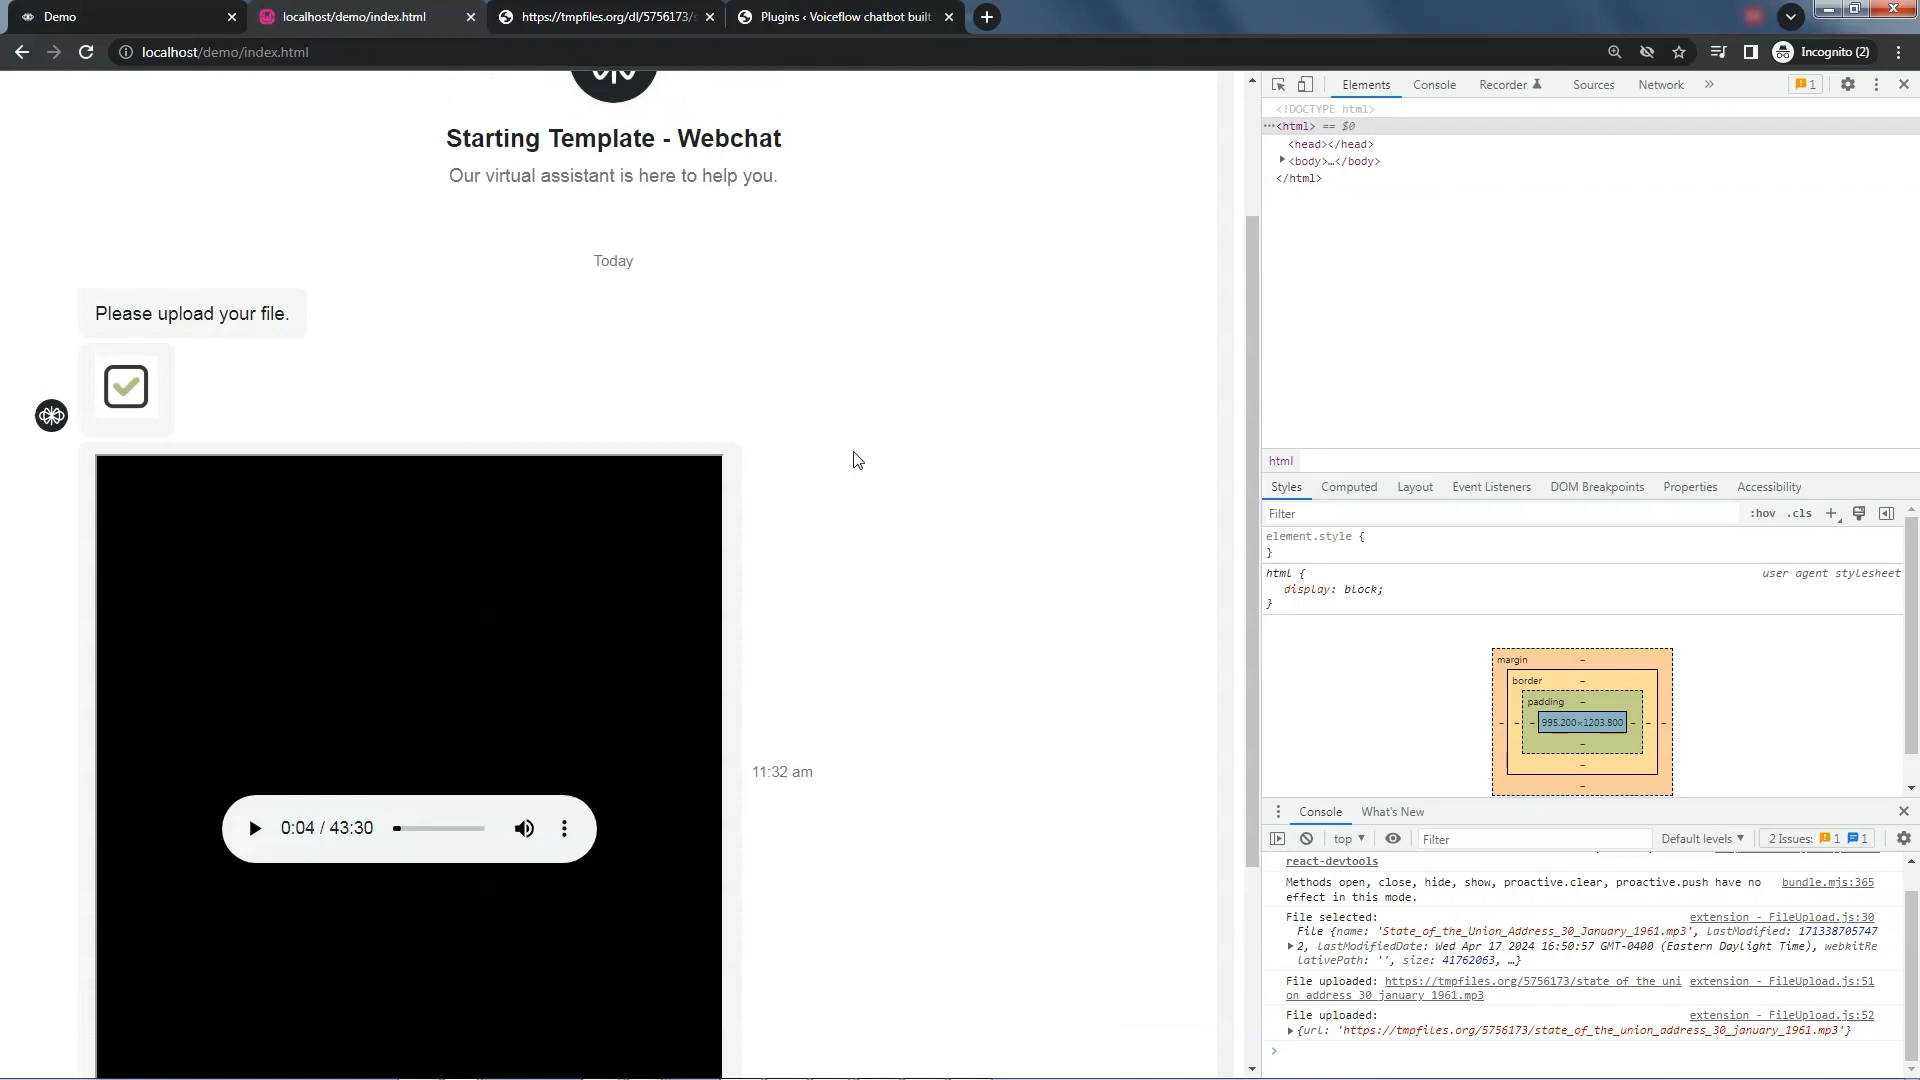 Demo
localhost/demo/index.html
https://tmpfiles.org/dl/5756173/s
Plugins ‹ Voiceflow chatbot built
localhost/demo/index.html
Incognito (2)
Starting Template - Webchat
Our virtual assistant is here to help you.
Today
Please upload your file.
11:32 am
0:04 / 43:30
Elements
Console
Recorder
Sources
Network
»
1
<!DOCTYPE html>
···<html> == $0
<head></head>
<body>…</body>
</html>
html
Styles
Computed
Layout
Event Listeners
DOM Breakpoints
Properties
Accessibility
Filter
:hov .cls
element.style {
}
html {
user agent stylesheet
display: block;
}
margin
–
border
–
padding
–
– – – 995.200×1203.800 – – –
–
–
–
Console
What's New
top
Filter
Default levels
2 Issues: 1 1
react-devtools
Methods open, close, hide, show, proactive.clear, proactive.push have no bundle.mjs:365
effect in this mode.
File selected: extension - FileUpload.js:30
File {name: 'State_of_the_Union_Address_30_January_1961.mp3', lastModified: 171338705747
2, lastModifiedDate: Wed Apr 17 2024 16:50:57 GMT-0400 (Eastern Daylight Time), webkitRe
lativePath: '', size: 41762063, …}
File uploaded: https://tmpfiles.org/5756173/state_of_the_uni extension - FileUpload.js:51
on_address_30_january_1961.mp3
File uploaded: extension - FileUpload.js:52
{url: 'https://tmpfiles.org/5756173/state_of_the_union_address_30_january_1961.mp3'}
>